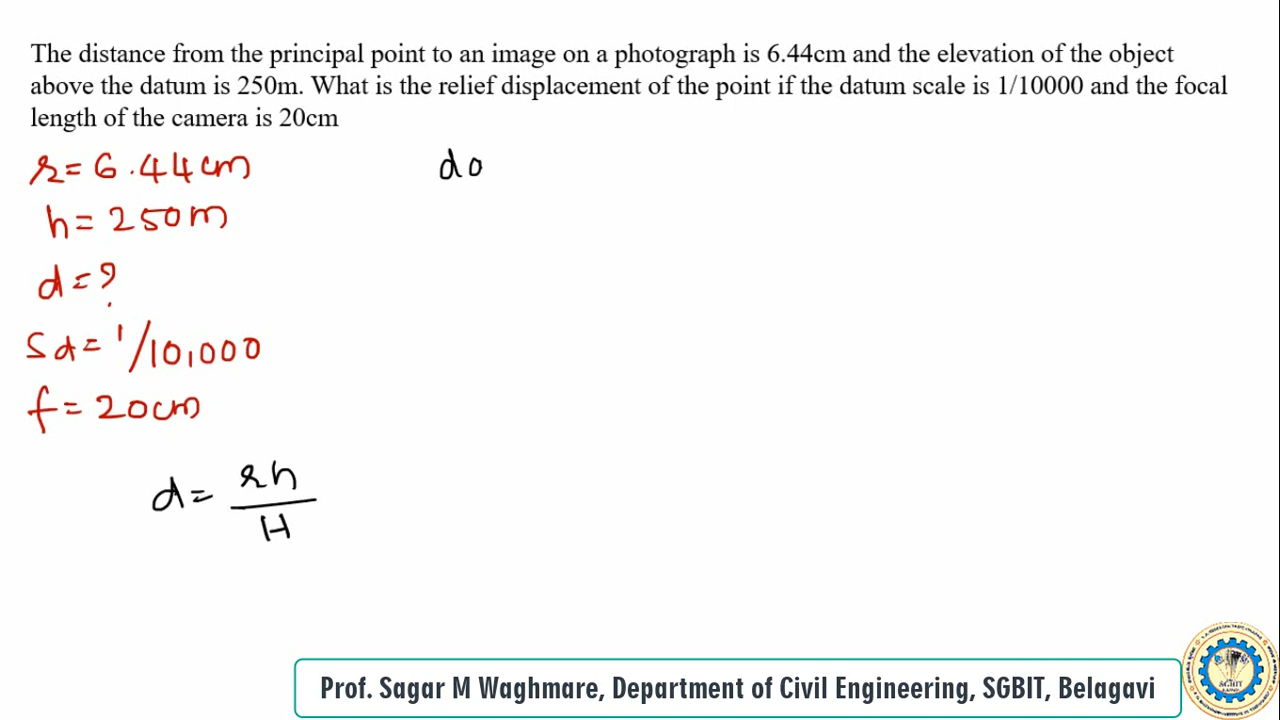 The distance from the principal point to an image on a photograph is 6.44cm and the elevation of the object
above the datum is 250m. What is the relief displacement of the point if the datum scale is 1/10000 and the focal
length of the camera is 20cm
r= 6.44cm
do
h= 250m
d=?
Sd= 1/10,000
f= 20cm
d= rh/H
Prof. Sagar M Waghmare, Department of Civil Engineering, SGBIT, Belagavi
SGBIT